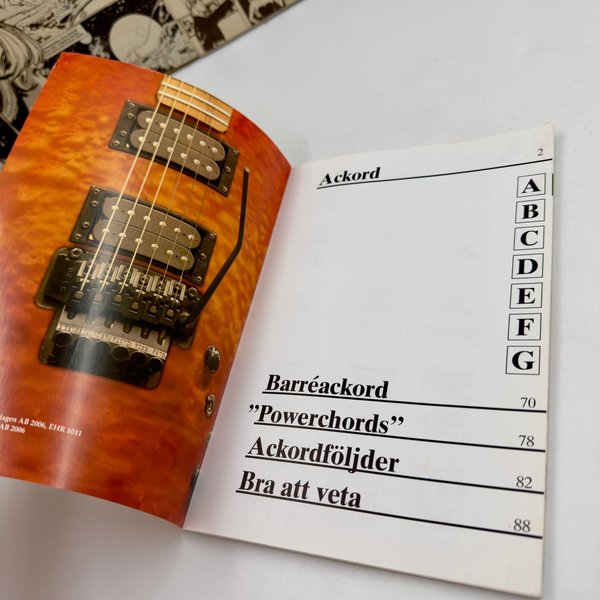 lagen AB 2006, EHR 1011
AB 2006
2
Ackord
A
B
C
D
E
F
G
Barréackord 70
”Powerchords” 78
Ackordföljder 82
Bra att veta 88